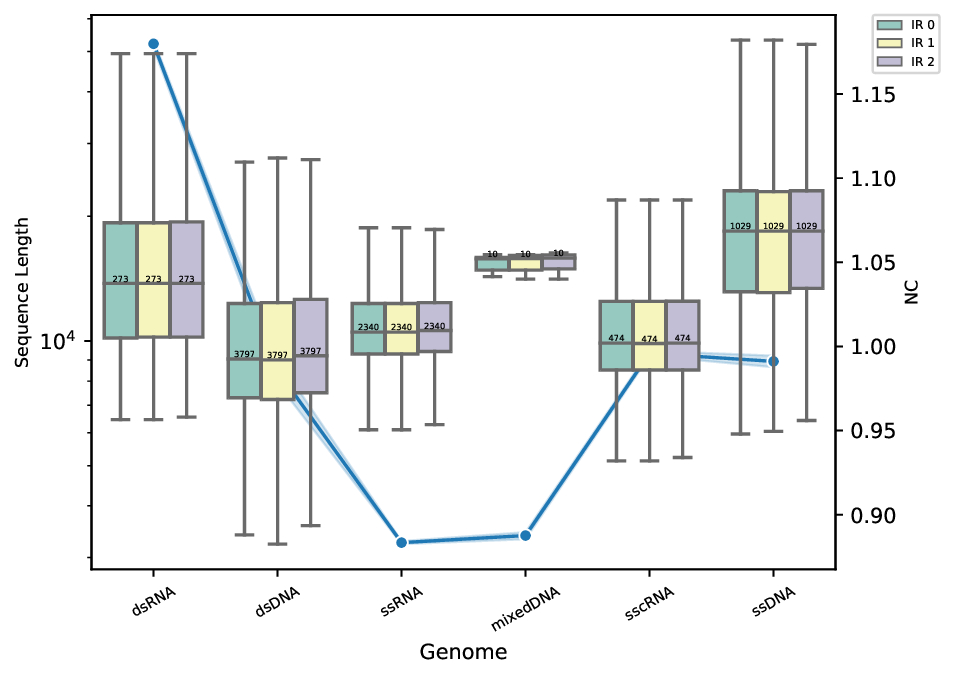 IR 0
IR 1
IR 2
Sequence Length
10⁴
273 273 273
3797 3797 3797
2340 2340 2340
10 10 10
474 474 474
1029 1029 1029
1.15
1.10
1.05
1.00
0.95
0.90
NC
dsRNA dsDNA ssRNA mixedDNA sscRNA ssDNA
Genome